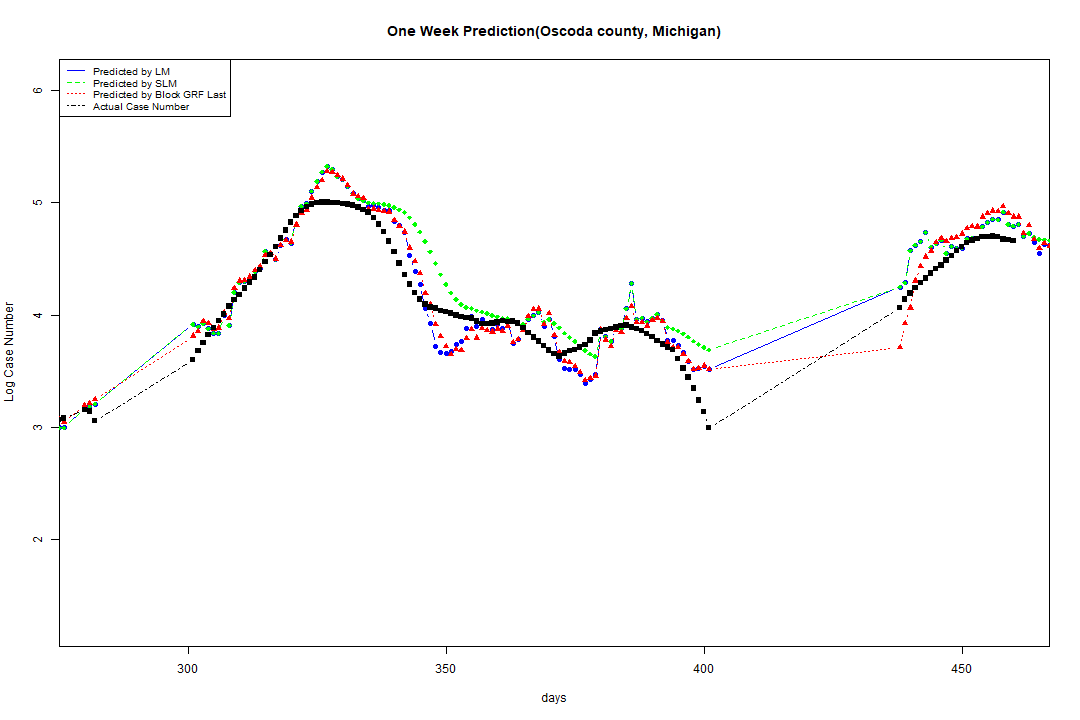 One Week Prediction(Oscoda county, Michigan)
Predicted by LM
Predicted by SLM
Predicted by Block GRF Last
Actual Case Number
6
5
4
3
2
Log Case Number
300
350
400
450
days